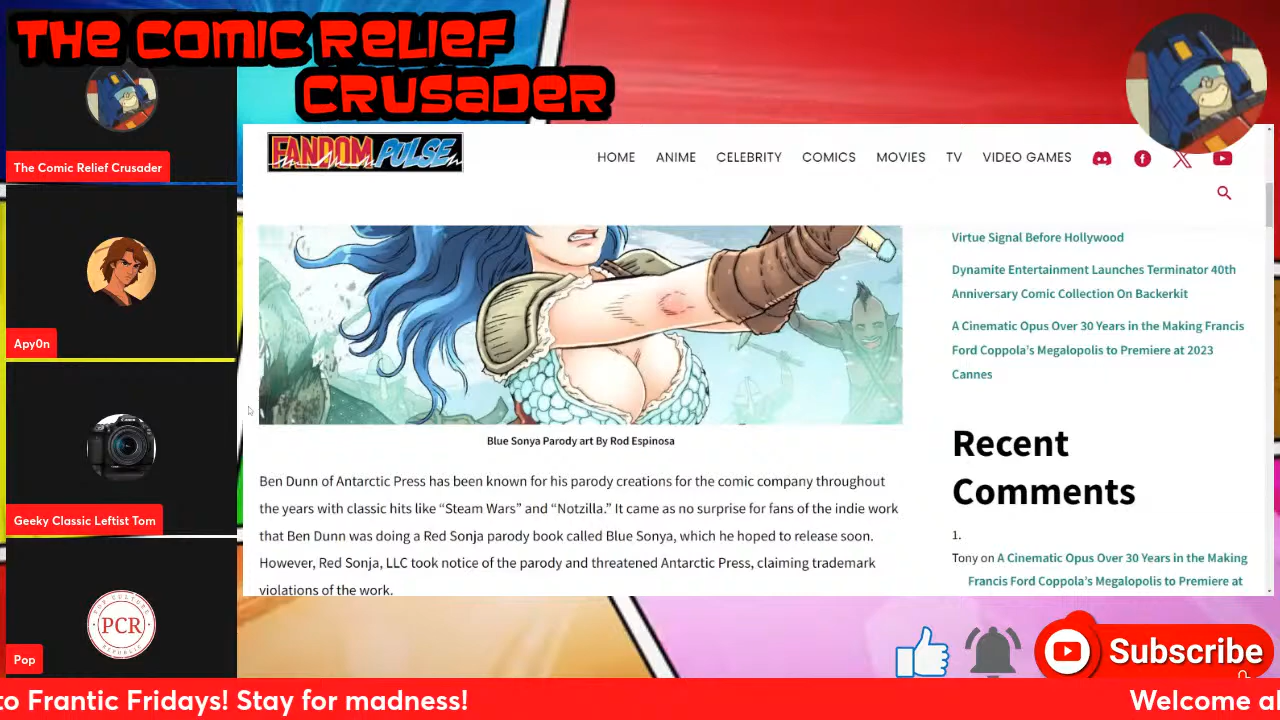 THE COMIC RELIEF
CRUSADER
The Comic Relief Crusader
Apy0n
Canon
Geeky Classic Leftist Tom
POP CULTURE
PCR
REPUBLIC
Pop
FANDOM PULSE
HOME ANIME CELEBRITY COMICS MOVIES TV VIDEO GAMES
Blue Sonya Parody art By Rod Espinosa
Ben Dunn of Antarctic Press has been known for his parody creations for the comic company throughout
the years with classic hits like “Steam Wars” and “Notzilla.” It came as no surprise for fans of the indie work
that Ben Dunn was doing a Red Sonja parody book called Blue Sonya, which he hoped to release soon.
However, Red Sonja, LLC took notice of the parody and threatened Antarctic Press, claiming trademark
violations of the work.
Virtue Signal Before Hollywood
Dynamite Entertainment Launches Terminator 40th
Anniversary Comic Collection On Backerkit
A Cinematic Opus Over 30 Years in the Making Francis
Ford Coppola’s Megalopolis to Premiere at 2023
Cannes
Recent
Comments
1.
Tony on A Cinematic Opus Over 30 Years in the Making
Francis Ford Coppola’s Megalopolis to Premiere at
Subscribe
to Frantic Fridays! Stay for madness!
Welcome al